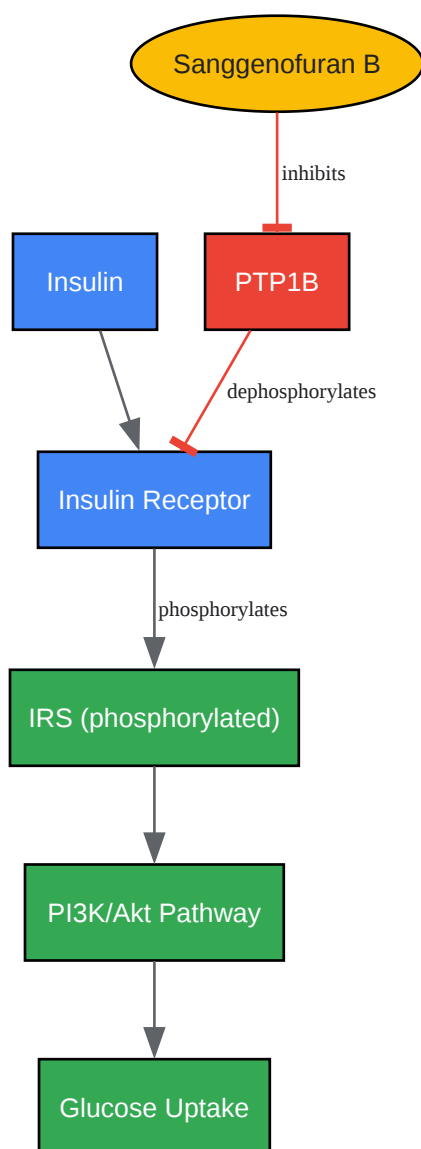 Sanggenofuran B
inhibits
Insulin
PTP1B
dephosphorylates
Insulin Receptor
phosphorylates
IRS (phosphorylated)
PI3K/Akt Pathway
Glucose Uptake